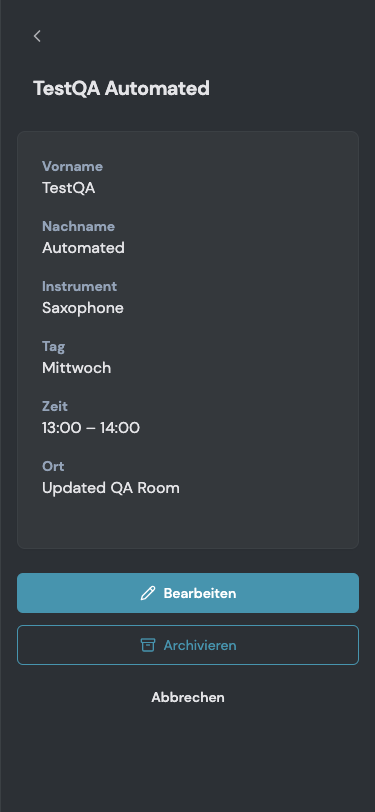 TestQA Automated
Vorname
TestQA
Nachname
Automated
Instrument
Saxophone
Tag
Mittwoch
Zeit
13:00 – 14:00
Ort
Updated QA Room
Bearbeiten
Archivieren
Abbrechen